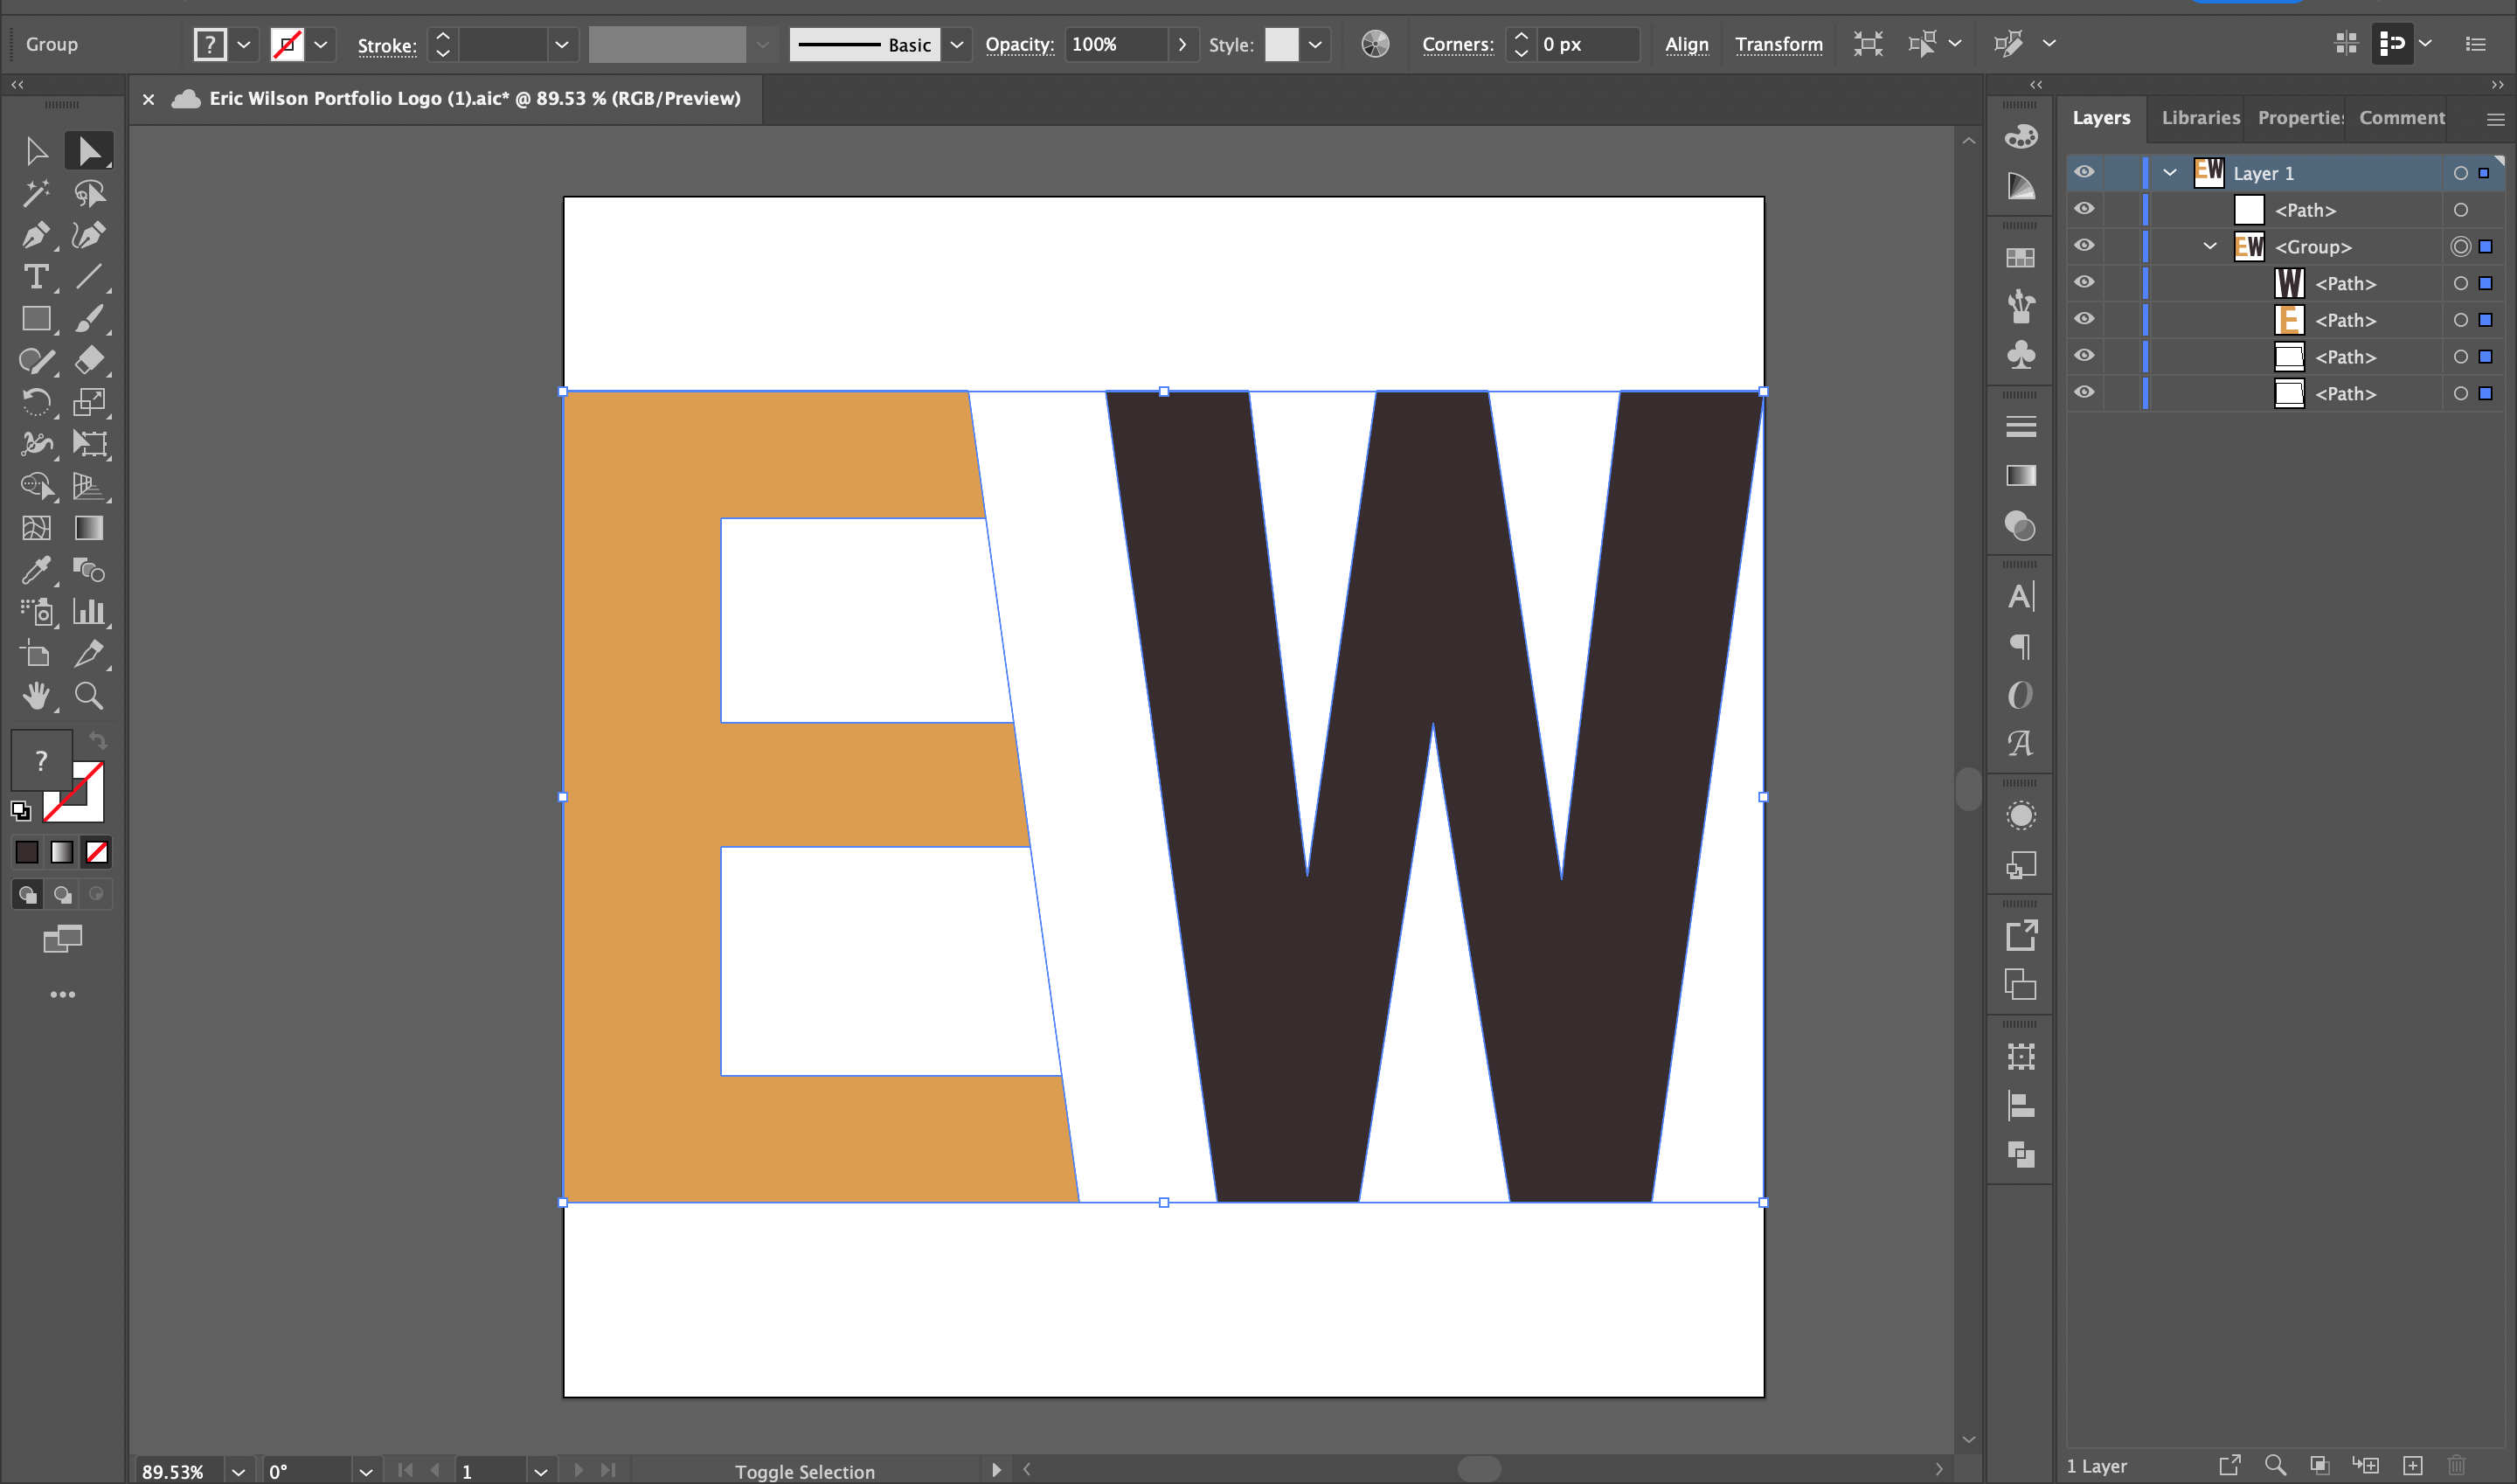 Group ? Stroke: Basic Opacity: 100% Style: Corners: 0 px Align Transform
Eric Wilson Portfolio Logo (1).aic* @ 89.53 % (RGB/Preview)
Layers Libraries Properties Comment
Layer 1
<Path>
<Group>
<Path>
<Path>
<Path>
<Path>
EW
?
89.53% 0° 1 Toggle Selection
1 Layer